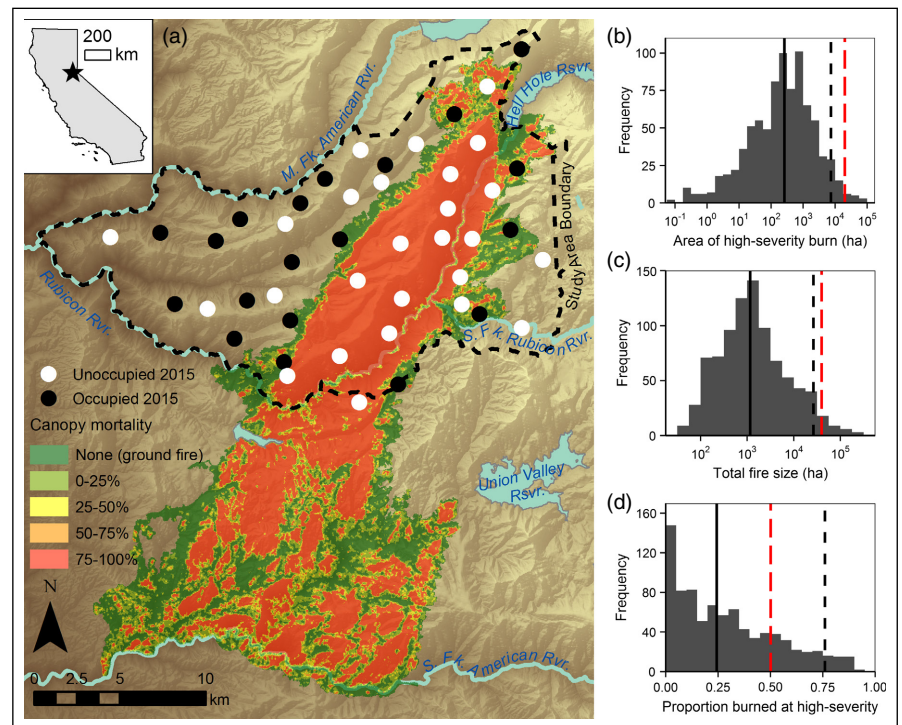 200
km
(a)
M. Fk. American Rvr.
Hell Hole Rsvr.
Study Area Boundary
Rubicon Rvr.
S. F k. Rubicon Rvr.
Unoccupied 2015
Occupied 2015
Canopy mortality
None (ground fire)
0-25%
25-50%
50-75%
75-100%
Union Valley
Rsvr.
N
S. F k. American Rvr.
0 2.5 5 10
km
(b)
Frequency
100
75
50
25
0
10⁻¹ 10⁰ 10¹ 10² 10³ 10⁴ 10⁵
Area of high-severity burn (ha)
(c)
Frequency
150
100
50
0
10² 10³ 10⁴ 10⁵
Total fire size (ha)
(d)
Frequency
160
120
80
40
0
0.00 0.25 0.50 0.75 1.00
Proportion burned at high-severity